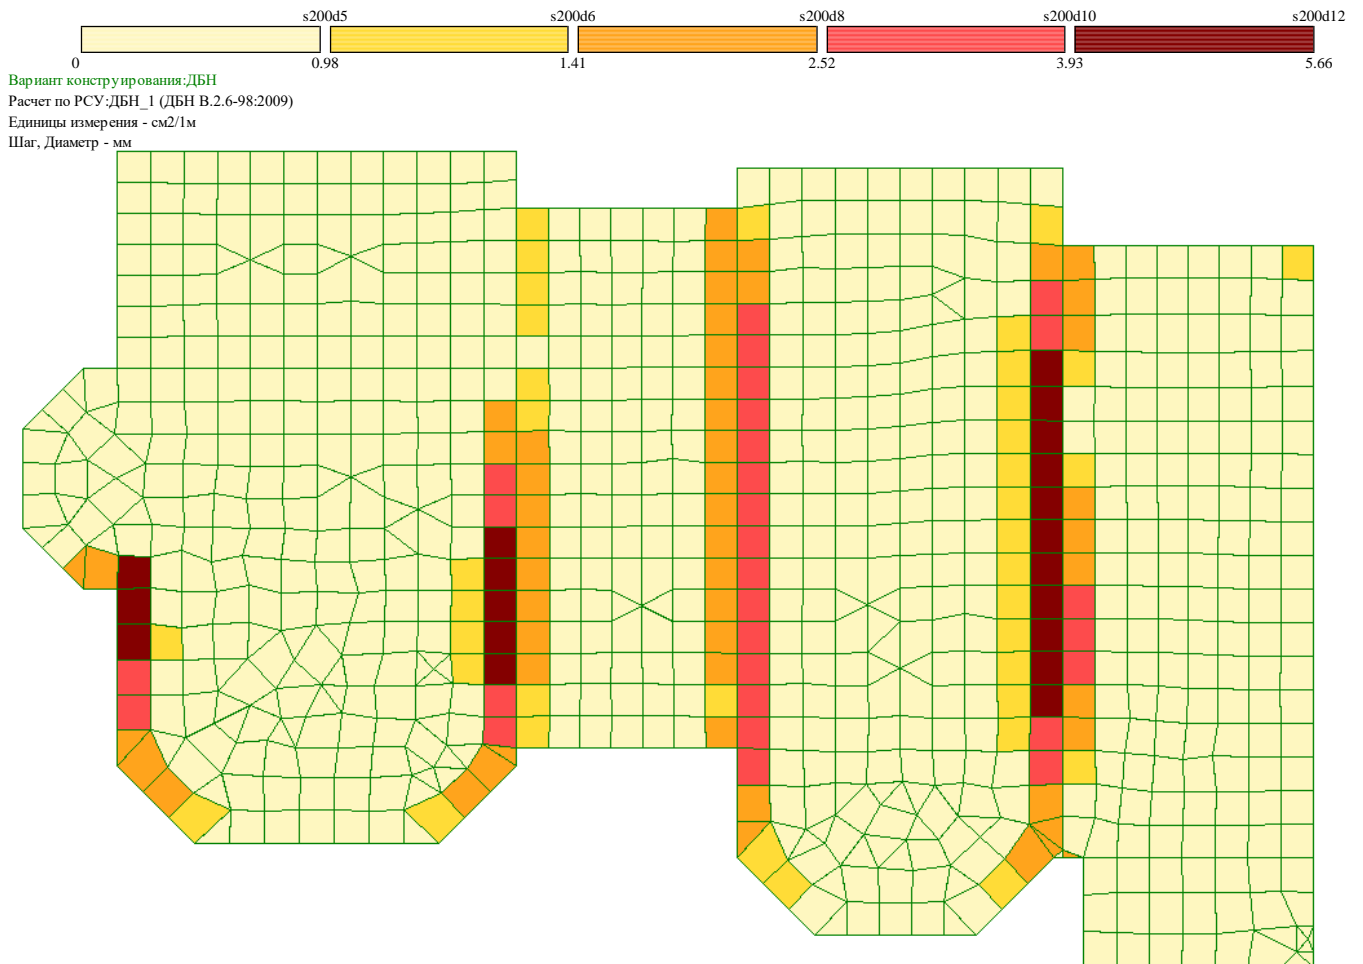 s200d5 s200d6 s200d8 s200d10 s200d12
0 0.98 1.41 2.52 3.93 5.66
Вариант конструирования:ДБН
Расчет по РСУ:ДБН_1 (ДБН В.2.6-98:2009)
Единицы измерения - см2/1м
Шаг, Диаметр - мм